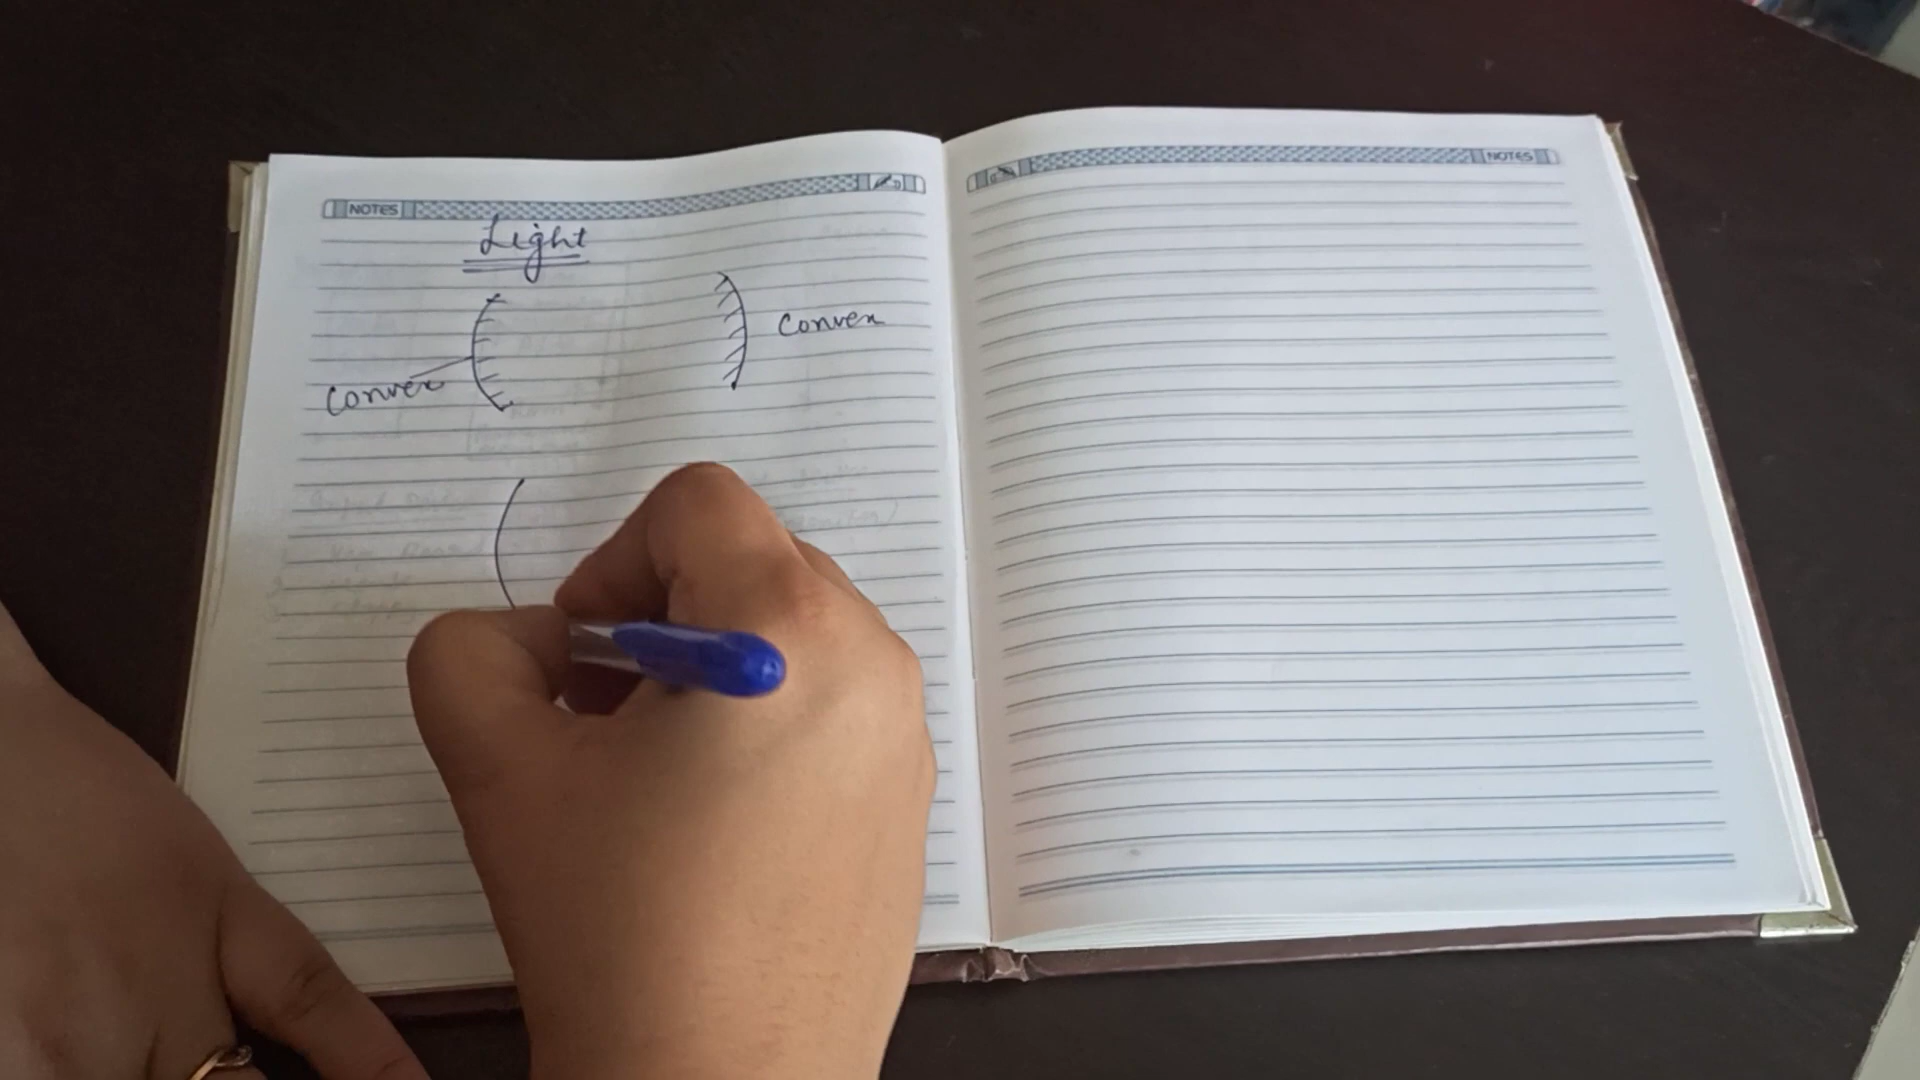 NOTES
NOTES
Light
Convex
Convex